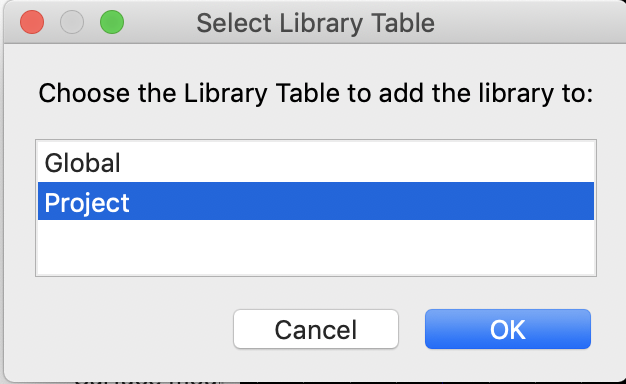 Select Library Table
Choose the Library Table to add the library to:
Global
Project
Cancel
OK